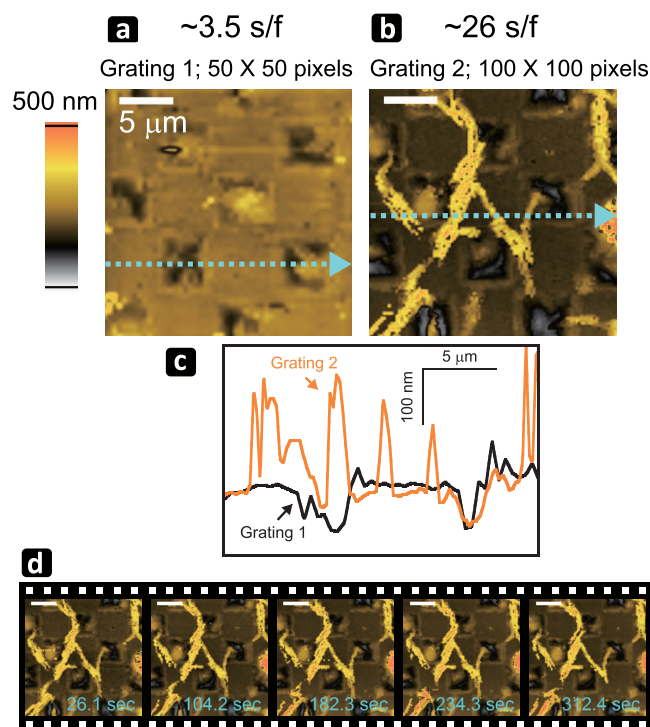 a ~3.5 s/f
b ~26 s/f
Grating 1; 50 X 50 pixels
Grating 2; 100 X 100 pixels
500 nm
5 μm
c
Grating 2
5 μm
100 nm
Grating 1
d
26.1 sec
104.2 sec
182.3 sec
234.3 sec
312.4 sec